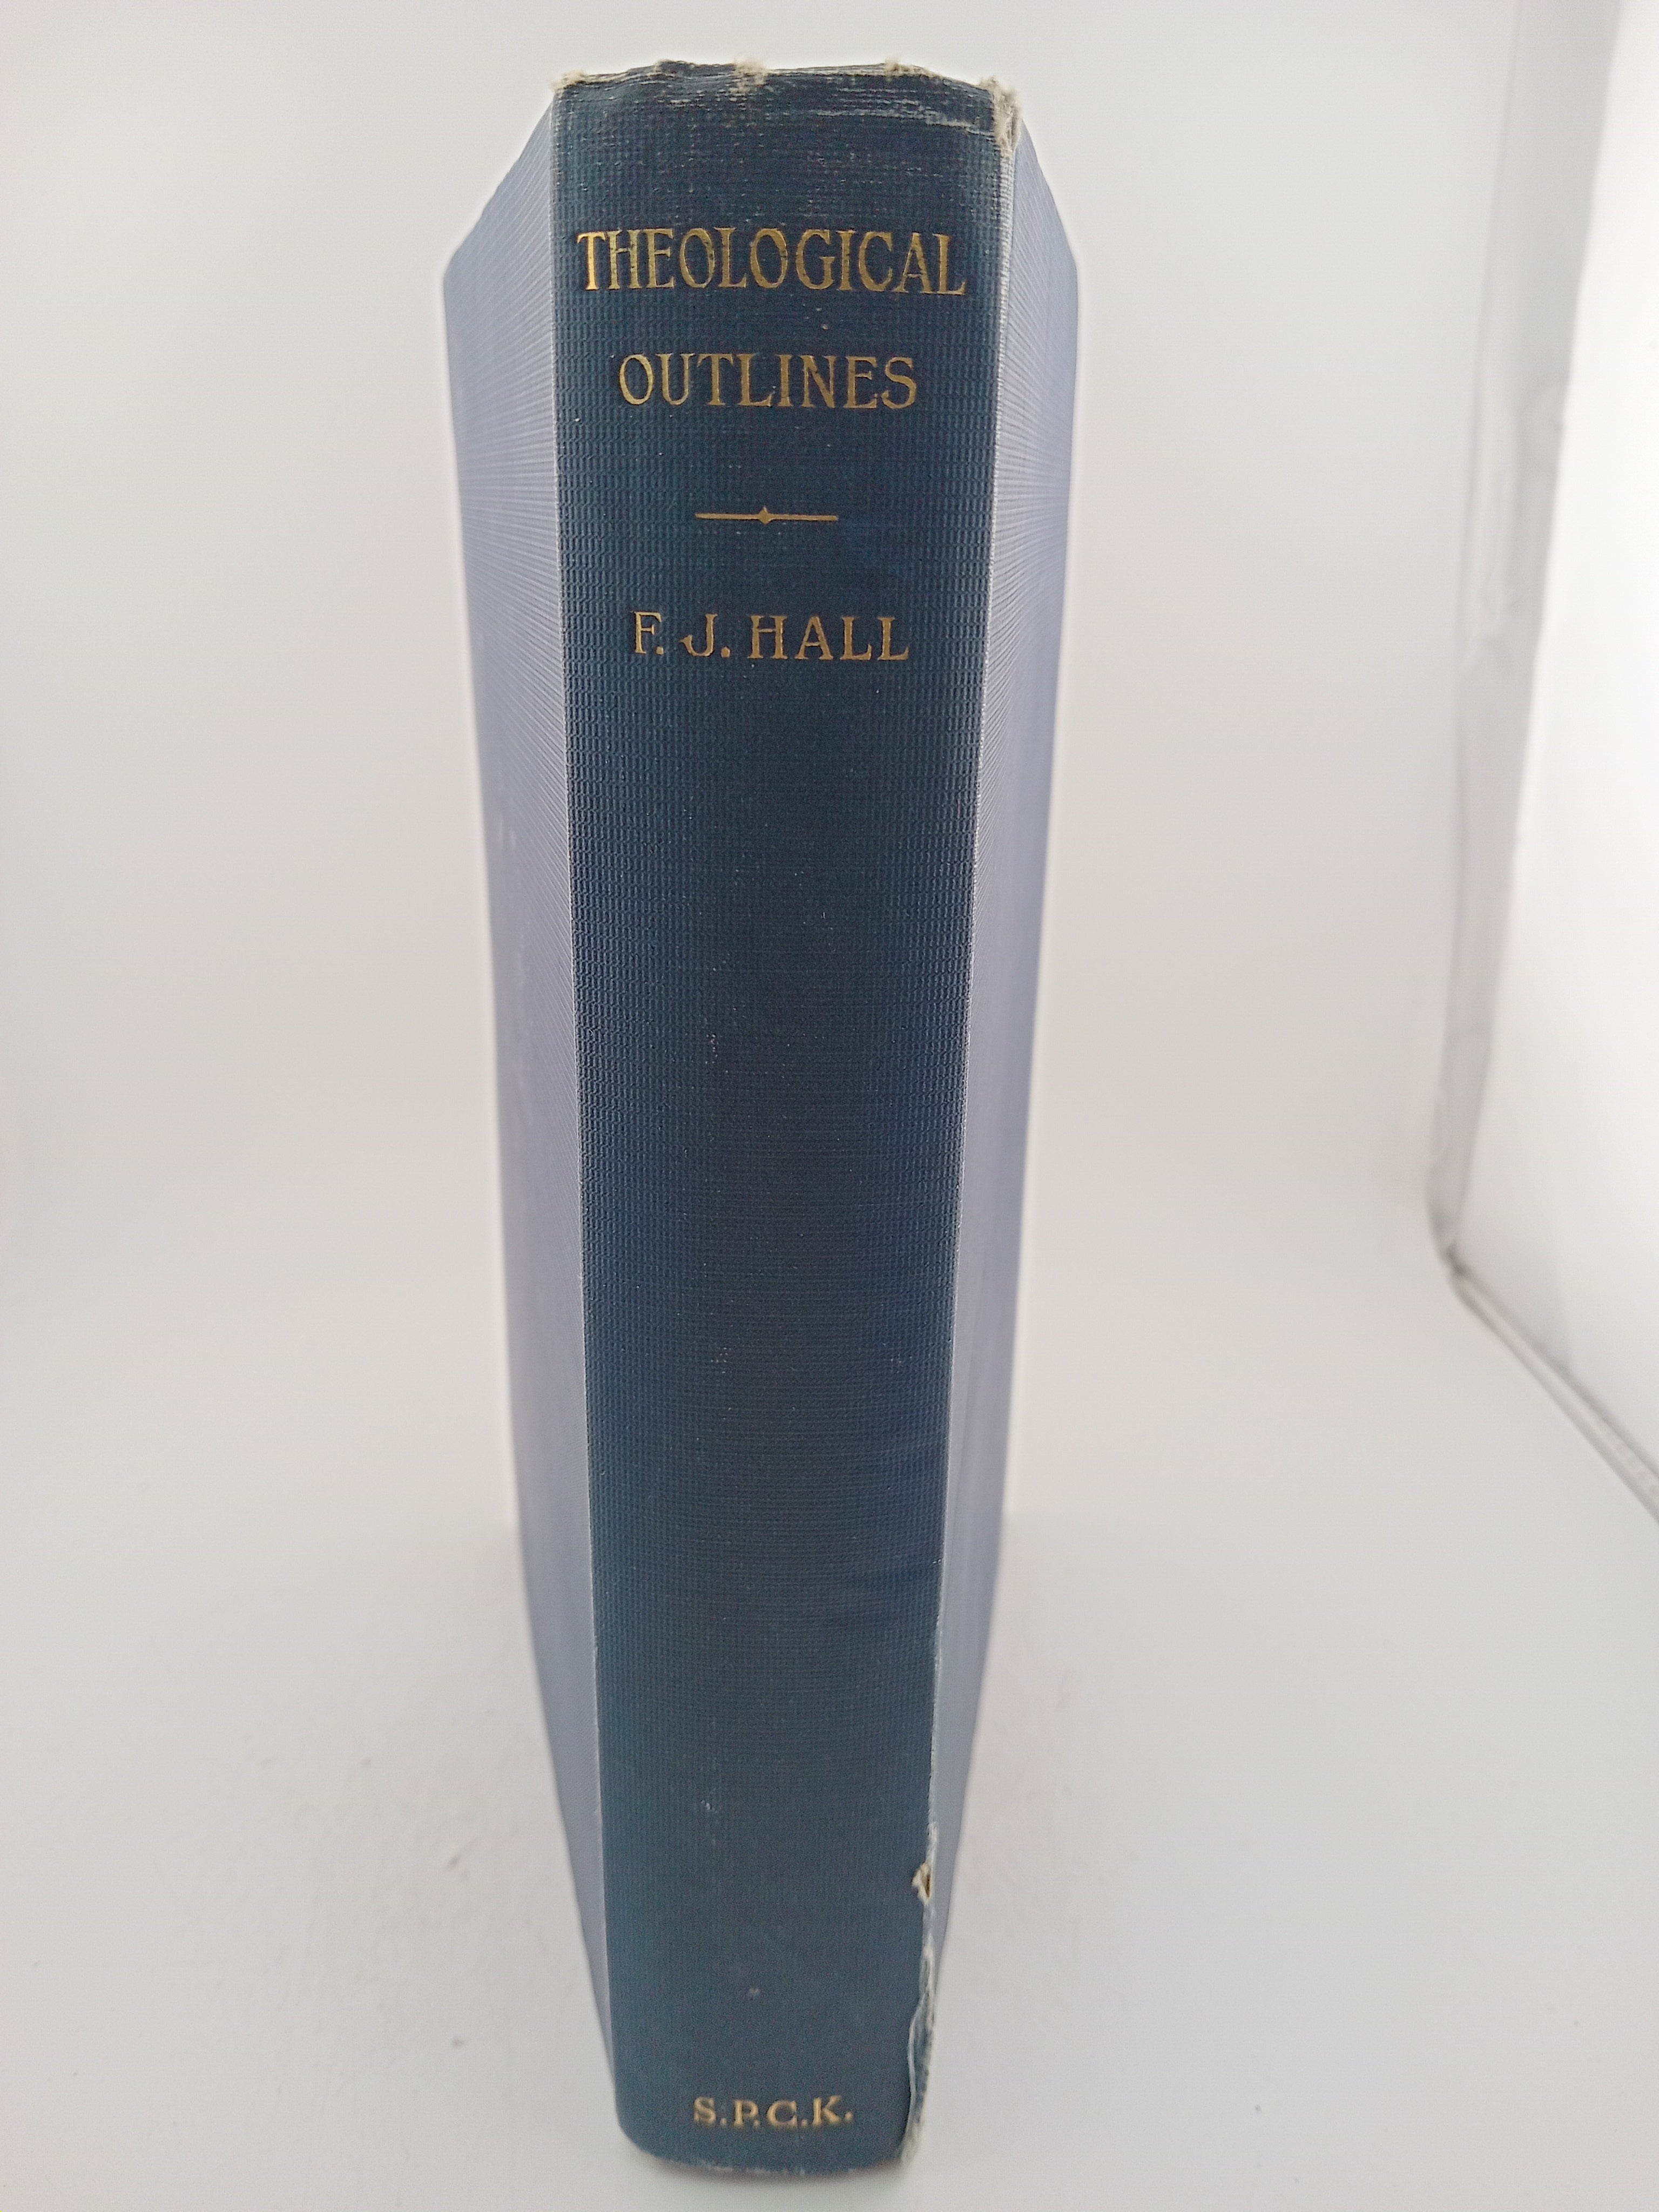 THEOLOGICAL
OUTLINES
F. J. HALL
S.P.C.K.